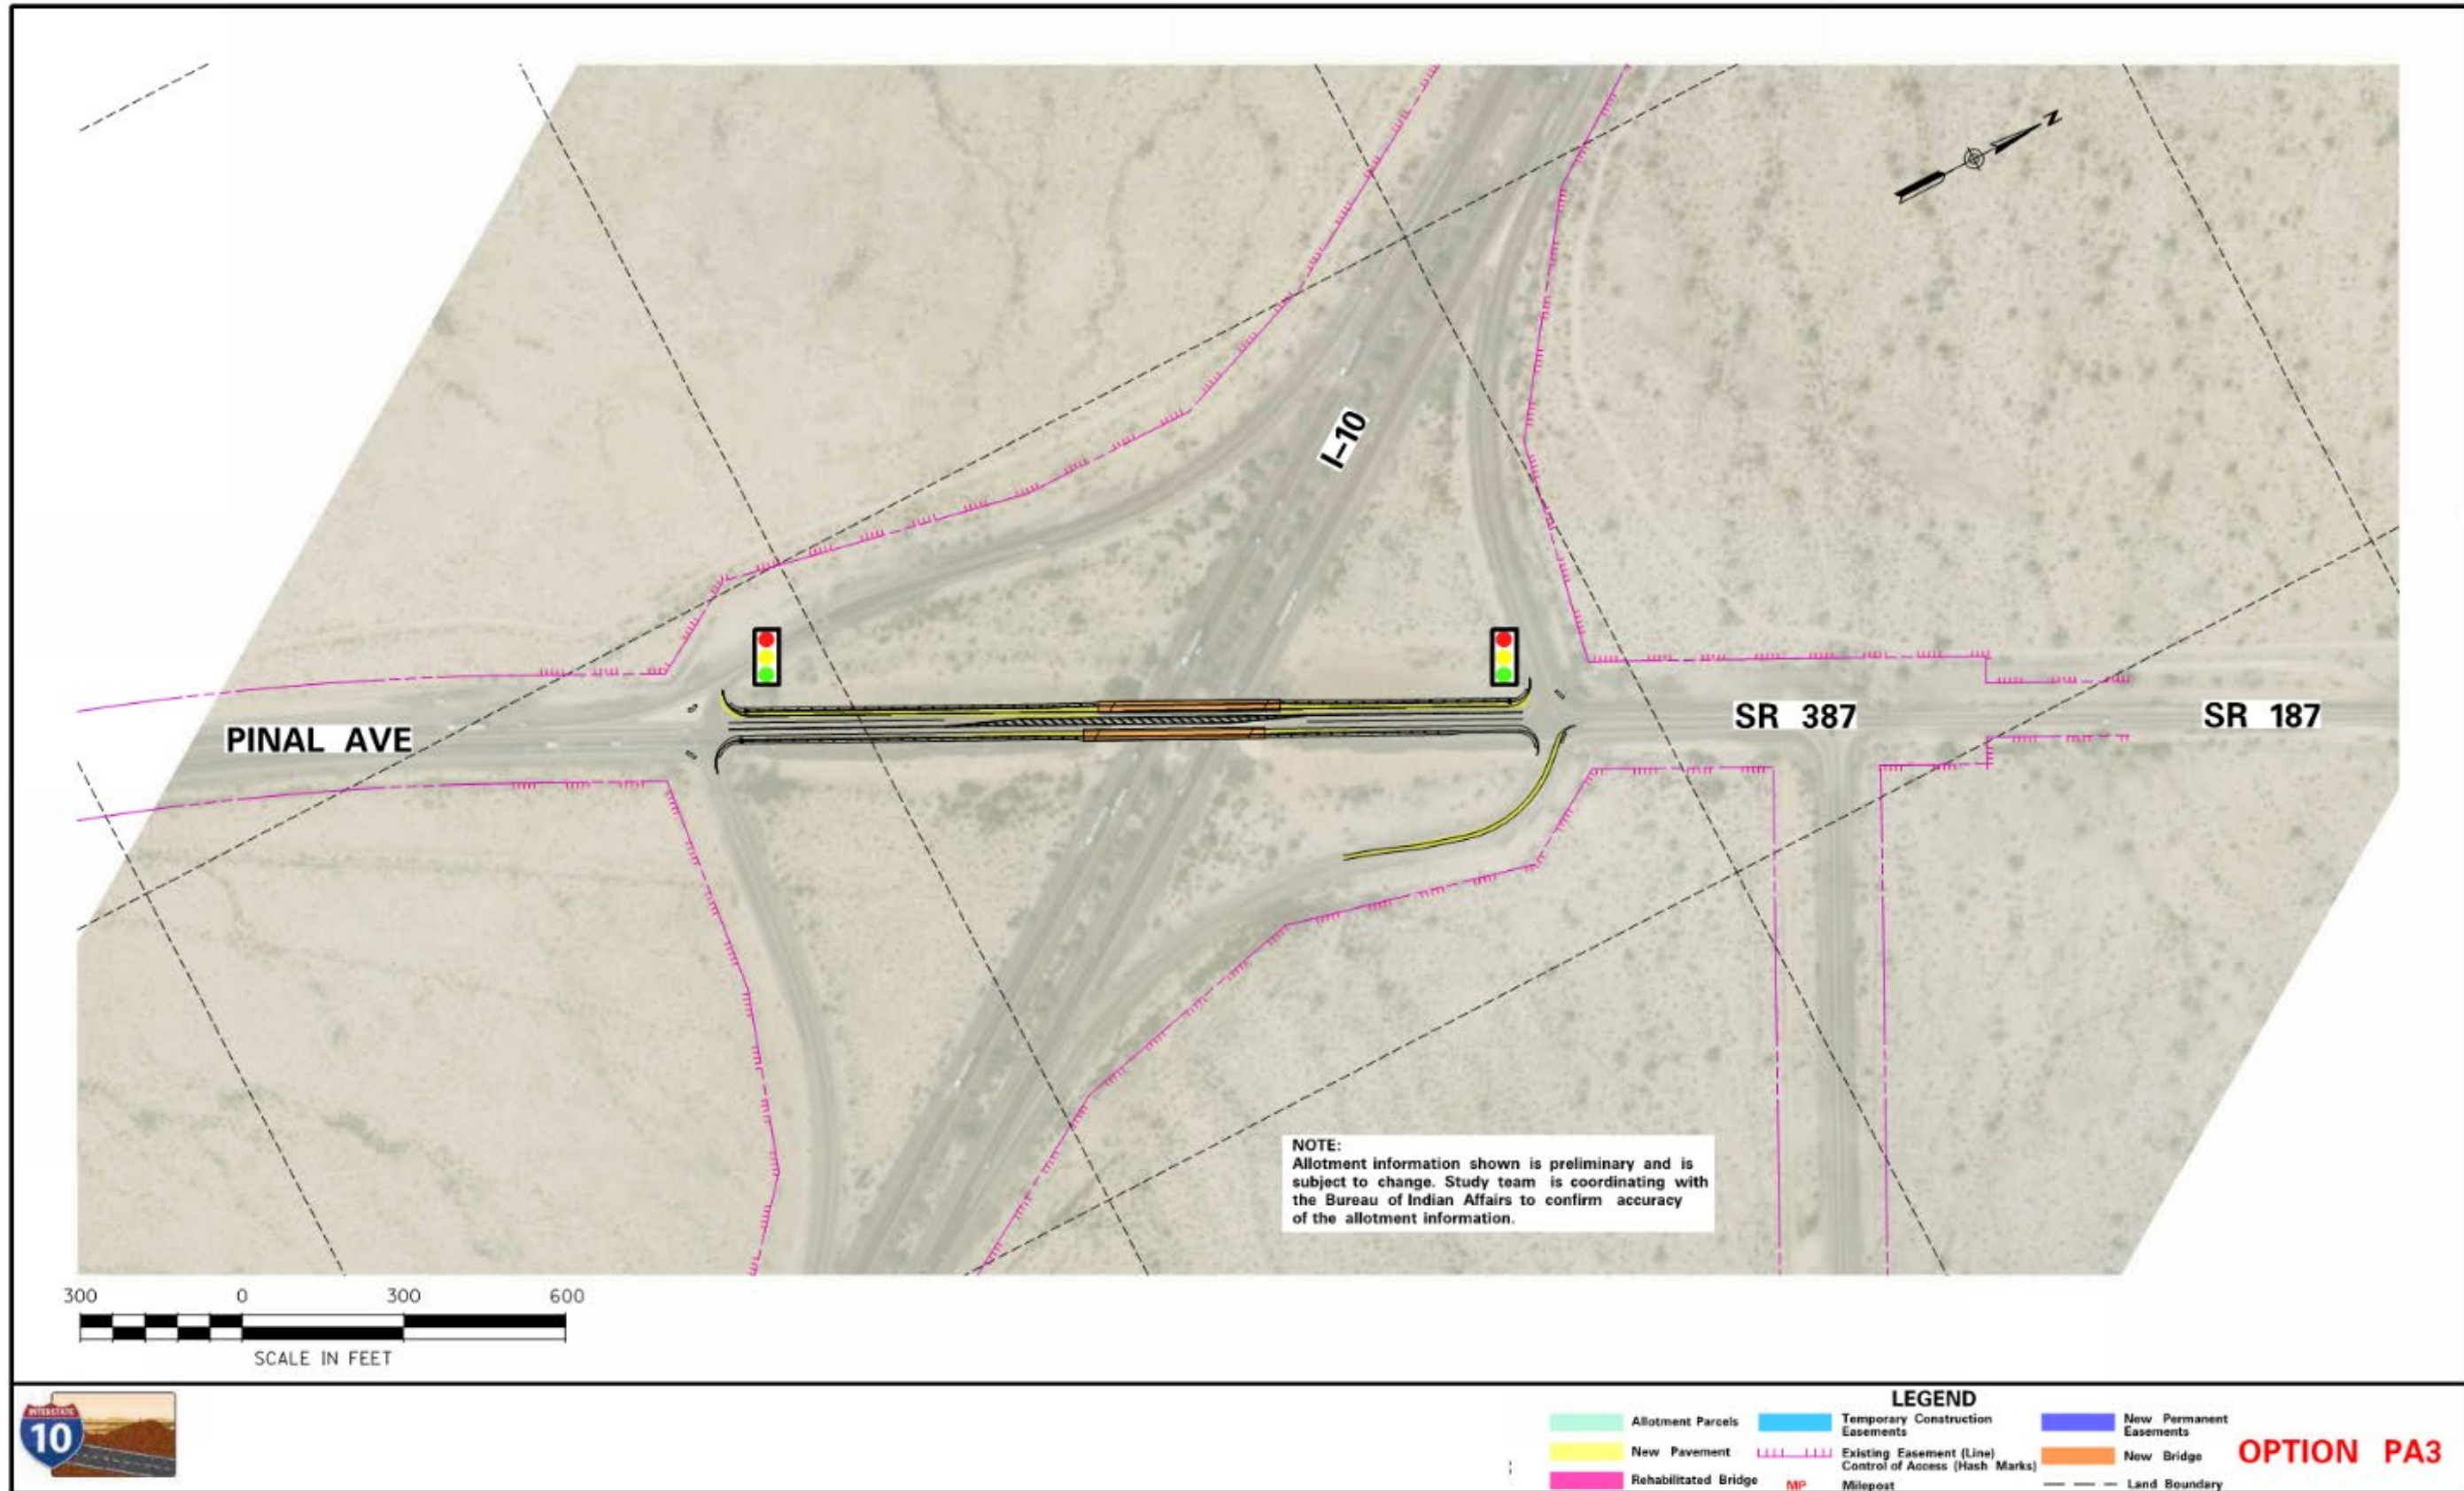 N
I-10
PINAL AVE
SR 387
SR 187
NOTE:
Allotment information shown is preliminary and is
subject to change. Study team is coordinating with
the Bureau of Indian Affairs to confirm accuracy
of the allotment information.
300 0 300 600
SCALE IN FEET
INTERSTATE
10
LEGEND
Allotment Parcels
New Pavement
Rehabilitated Bridge
Temporary Construction
Easements
Existing Easement (Line)
Control of Access (Hash Marks)
MP Milepost
New Permanent
Easements
New Bridge
Land Boundary
OPTION PA3